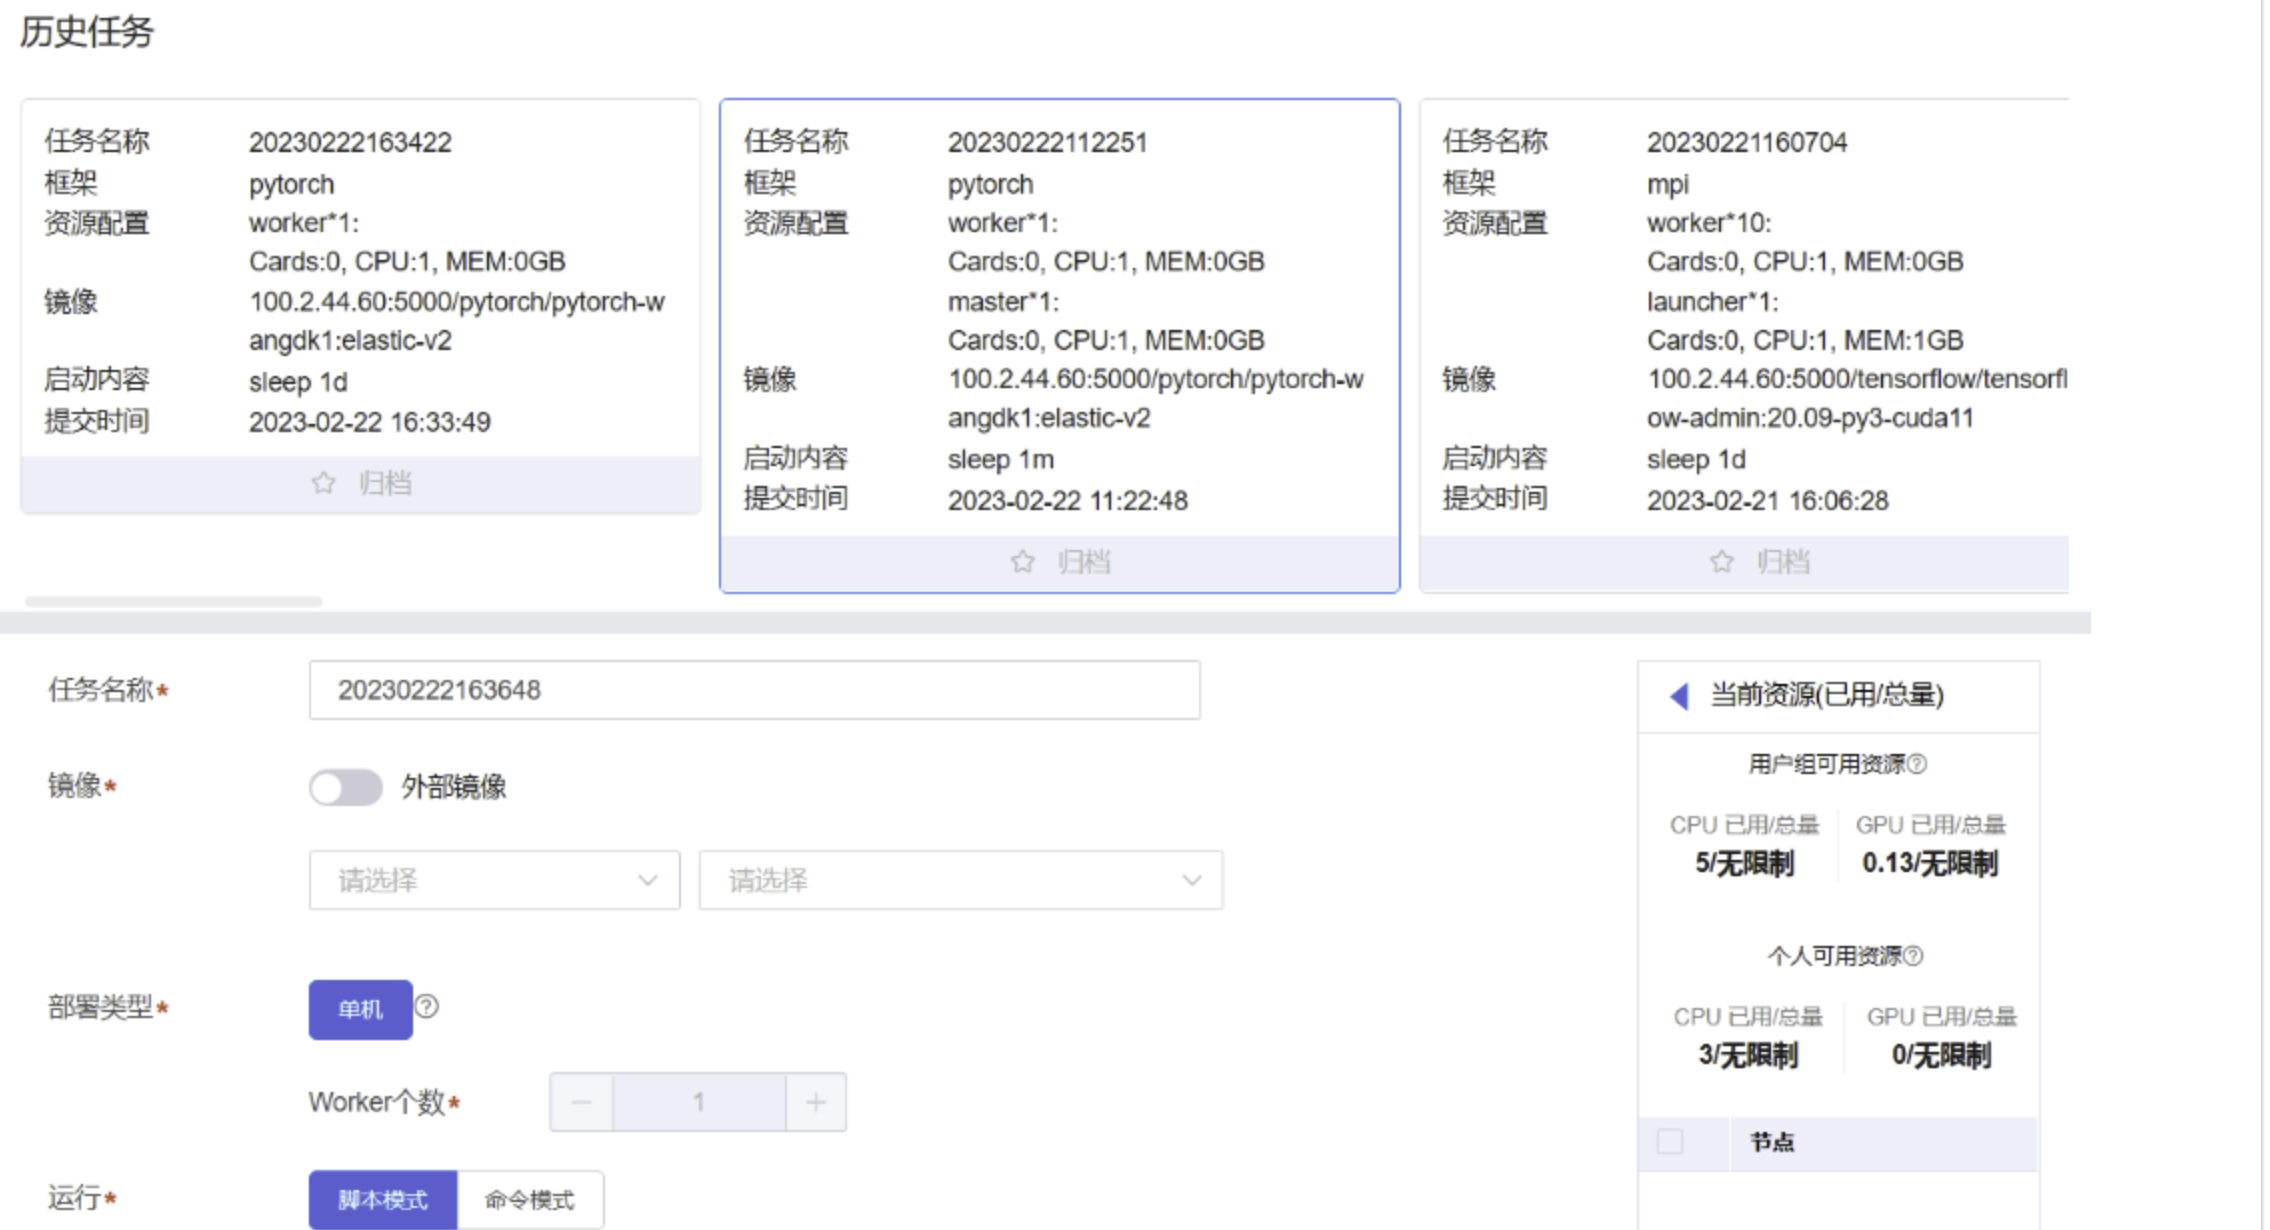 历史任务
任务名称 20230222163422
框架 pytorch
资源配置 worker*1:
Cards:0, CPU:1, MEM:0GB
镜像 100.2.44.60:5000/pytorch/pytorch-w
angdk1:elastic-v2
启动内容 sleep 1d
提交时间 2023-02-22 16:33:49
归档
任务名称 20230222112251
框架 pytorch
资源配置 worker*1:
Cards:0, CPU:1, MEM:0GB
master*1:
Cards:0, CPU:1, MEM:0GB
镜像 100.2.44.60:5000/pytorch/pytorch-w
angdk1:elastic-v2
启动内容 sleep 1m
提交时间 2023-02-22 11:22:48
归档
任务名称 20230221160704
框架 mpi
资源配置 worker*10:
Cards:0, CPU:1, MEM:0GB
launcher*1:
Cards:0, CPU:1, MEM:1GB
镜像 100.2.44.60:5000/tensorflow/tensorfl
ow-admin:20.09-py3-cuda11
启动内容 sleep 1d
提交时间 2023-02-21 16:06:28
归档
任务名称* 20230222163648
镜像* 外部镜像
请选择 请选择
部署类型* 单机 ?
Worker个数* − 1 +
运行* 脚本模式 命令模式
当前资源(已用/总量)
用户组可用资源?
CPU 已用/总量 GPU 已用/总量
5/无限制 0.13/无限制
个人可用资源?
CPU 已用/总量 GPU 已用/总量
3/无限制 0/无限制
节点